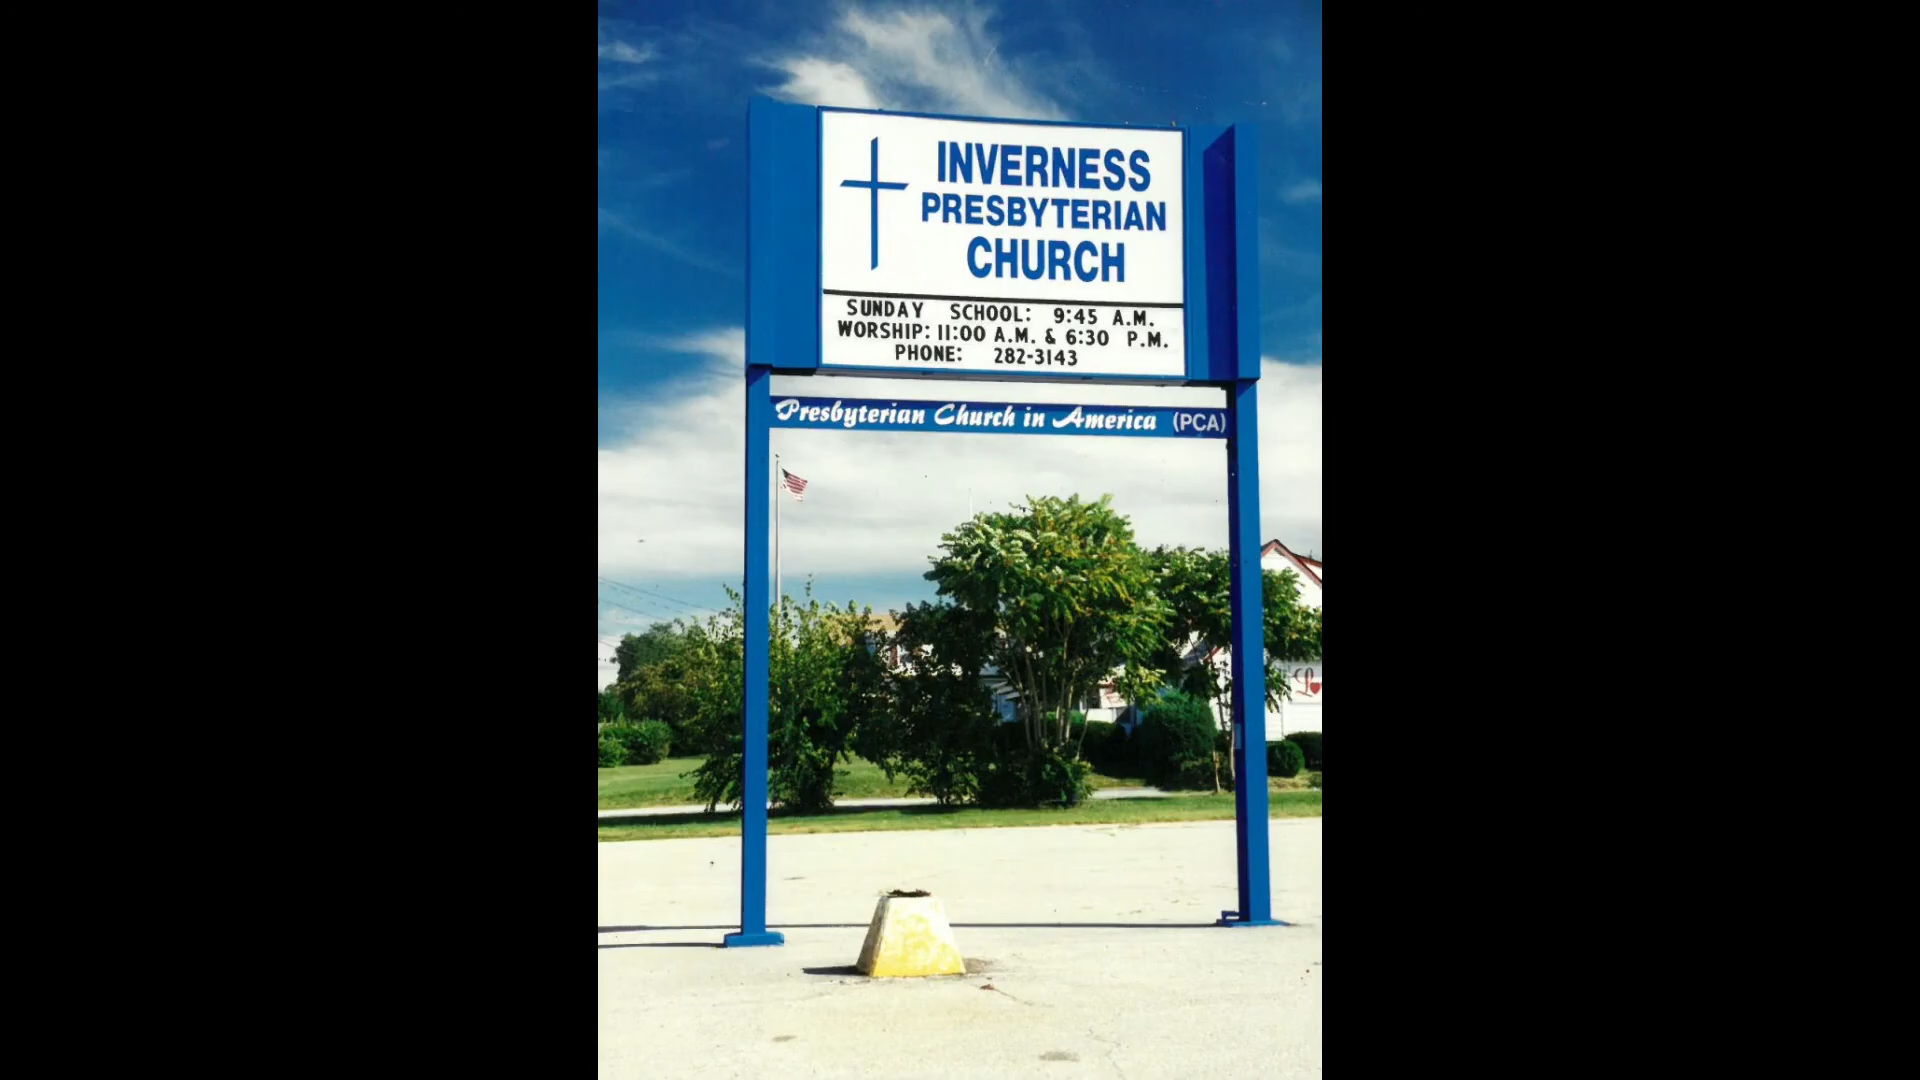 INVERNESS
PRESBYTERIAN
CHURCH
SUNDAY SCHOOL: 9:45 A.M.
WORSHIP: 11:00 A.M. & 6:30 P.M.
PHONE: 282-3143
Presbyterian Church in America (PCA)